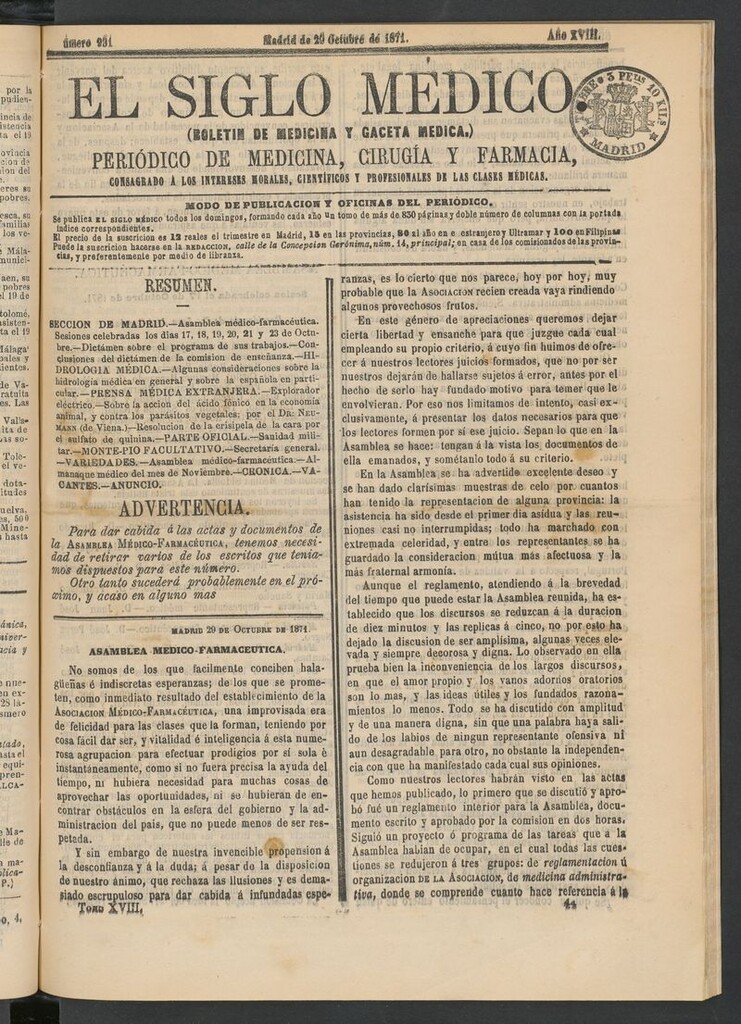 úmero 931
Madrid de 29 Octubre de 1871.
Año XVIII.
EL SIGLO MÉDICO
(BOLETIN DE MEDICINA Y GACETA MEDICA.)
PERIÓDICO DE MEDICINA, CIRUGÍA Y FARMACIA,
CONSAGRADO A LOS INTERESES MORALES, CIENTÍFICOS Y PROFESIONALES DE LAS CLASES MÉDICAS.
TIMBRE 3 PETas 10 KILS
MADRID
MODO DE PUBLICACION Y OFICINAS DEL PERIÓDICO.
Se publica EL SIGLO MÉDICO todos los domingos, formando cada año un tomo de más de 830 páginas y doble número de columnas con la portada
índice correspondientes.
El precio de la suscricion es 12 reales el trimestre en Madrid, 15 en las provincias, 80 al año en e estranjero y Ultramar y 100 en Filipinas
Puede la suscricion hacerse en la REDACCION, calle de la Concepcion Gerónima, núm. 14, principal; en casa de los comisionados de las provin-
cias, y preferentemente por medio de libranza.
RESUMEN.
SECCION DE MADRID.—Asamblea médico-farmacéutica.
Sesiones celebradas los dias 17, 18, 19, 20, 21 y 23 de Octu-
bre.—Dictámen sobre el programa de sus trabajos.—Con-
clusiones del dictámen de la comision de enseñanza.—HI-
DROLOGIA MÉDICA.—Algunas consideraciones sobre la
hidrología médica en general y sobre la española en parti-
cular.—PRENSA MÉDICA EXTRANJERA.—Explorador
eléctrico.—Sobre la accion del ácido fénico en la economía
animal, y contra los parásitos vegetales; por el DR. NEU-
MANN (de Viena.)—Resolucion de la erisipela de la cara por
el sulfato de quinina.—PARTE OFICIAL.—Sanidad mili-
tar.—MONTE-PIO FACULTATIVO.—Secretaría general.
—VARIEDADES.—Asamblea médico-farmacéutica.—Al-
manaque médico del mes de Noviembre.—CRONICA.—VA-
CANTES.—ANUNCIO.
ADVERTENCIA.
Para dar cabida á las actas y documentos de
la ASAMBLEA MÉDICO-FARMACÉUTICA, tenemos necesi-
dad de retirar varios de los escritos que tenia-
mos dispuestos para este número.
Otro tanto sucederá probablemente en el pró-
ximo, y acaso en alguno mas
MADRID 29 DE OCTUBRE DE 1871.
ASAMBLEA MEDICO-FARMACEUTICA.
No somos de los que facilmente conciben hala-
güeñas é indiscretas esperanzas; de los que se prome-
ten, como inmediato resultado del establecimiento de la
ASOCIACION MÉDICO-FARMACÉUTICA, una improvisada era
de felicidad para las clases que la forman, teniendo por
cosa fácil dar ser, y vitalidad é inteligencia á esta nume-
rosa agrupacion para efectuar prodigios por sí sola é
instantaneamente, como si no fuera precisa la ayuda del
tiempo, ni hubiera necesidad para muchas cosas de
aprovechar las oportunidades, ni se hubieran de en-
contrar obstáculos en la esfera del gobierno y la ad-
ministracion del pais, que no puede menos de ser res-
petada.
Y sin embargo de nuestra invencible propension á
la desconfianza y á la duda; á pesar de la disposicion
de nuestro ánimo, que rechaza las ilusiones y es dema-
siado escrupuloso para dar cabida á infundadas espe-
Tomo XVIII.
ranzas, es lo cierto que nos parece, hoy por hoy, muy
probable que la ASOCIACION recien creada vaya rindiendo
algunos provechosos frutos.
En este género de apreciaciones queremos dejar
cierta libertad y ensanche para que juzgue cada cual
empleando su propio criterio, á cuyo fin huimos de ofre-
cer á nuestros lectores juicios formados, que no por ser
nuestros dejarán de hallarse sujetos á error, antes por el
hecho de serlo hay fundado motivo para temer que le
envolvieran. Por eso nos limitamos de intento, casi ex-
clusivamente, á presentar los datos necesarios para que
los lectores formen por sí ese juicio. Sepan lo que en la
Asamblea se hace: tengan á la vista los documentos de
ella emanados, y sométanlo todo á su criterio.
En la Asamblea se ha advertido excelente deseo y
se han dado clarísimas muestras de celo por cuantos
han tenido la representacion de alguna provincia: la
asistencia ha sido desde el primer dia asidua y las reu-
niones casi no interrumpidas; todo ha marchado con
extremada celeridad, y entre los representantes se ha
guardado la consideracion mútua más afectuosa y la
más fraternal armonía.
Aunque el reglamento, atendiendo á la brevedad
del tiempo que puede estar la Asamblea reunida, ha es-
tablecido que los discursos se reduzcan á la duracion
de diez minutos y las replicas á cinco, no por esto ha
dejado la discusion de ser amplísima, algunas veces ele-
vada y siempre decorosa y digna. Lo observado en ella
prueba bien la inconveniencia de los largos discursos,
en que el amor propio y los vanos adornos oratorios
son lo mas, y las ideas útiles y los fundados razona-
mientos lo menos. Todo se ha discutido con amplitud
y de una manera digna, sin que una palabra haya sali-
do de los labios de ningun representante ofensiva ni
aun desagradable para otro, no obstante la independen-
cia con que ha manifestado cada cual sus opiniones.
Como nuestros lectores habrán visto en las actas
que hemos publicado, lo primero que se discutió y apro-
bó fué un reglamento interior para la Asamblea, docu-
mento escrito y aprobado por la comision en dos horas.
Siguió un proyecto ó programa de las tareas que a la
Asamblea habian de ocupar, en el cual todas las cues-
tiones se redujeron á tres grupos: de reglamentacion ú
organizacion DE LA ASOCIACION, de medicina administra-
tiva, donde se comprende cuanto hace referencia á la
44